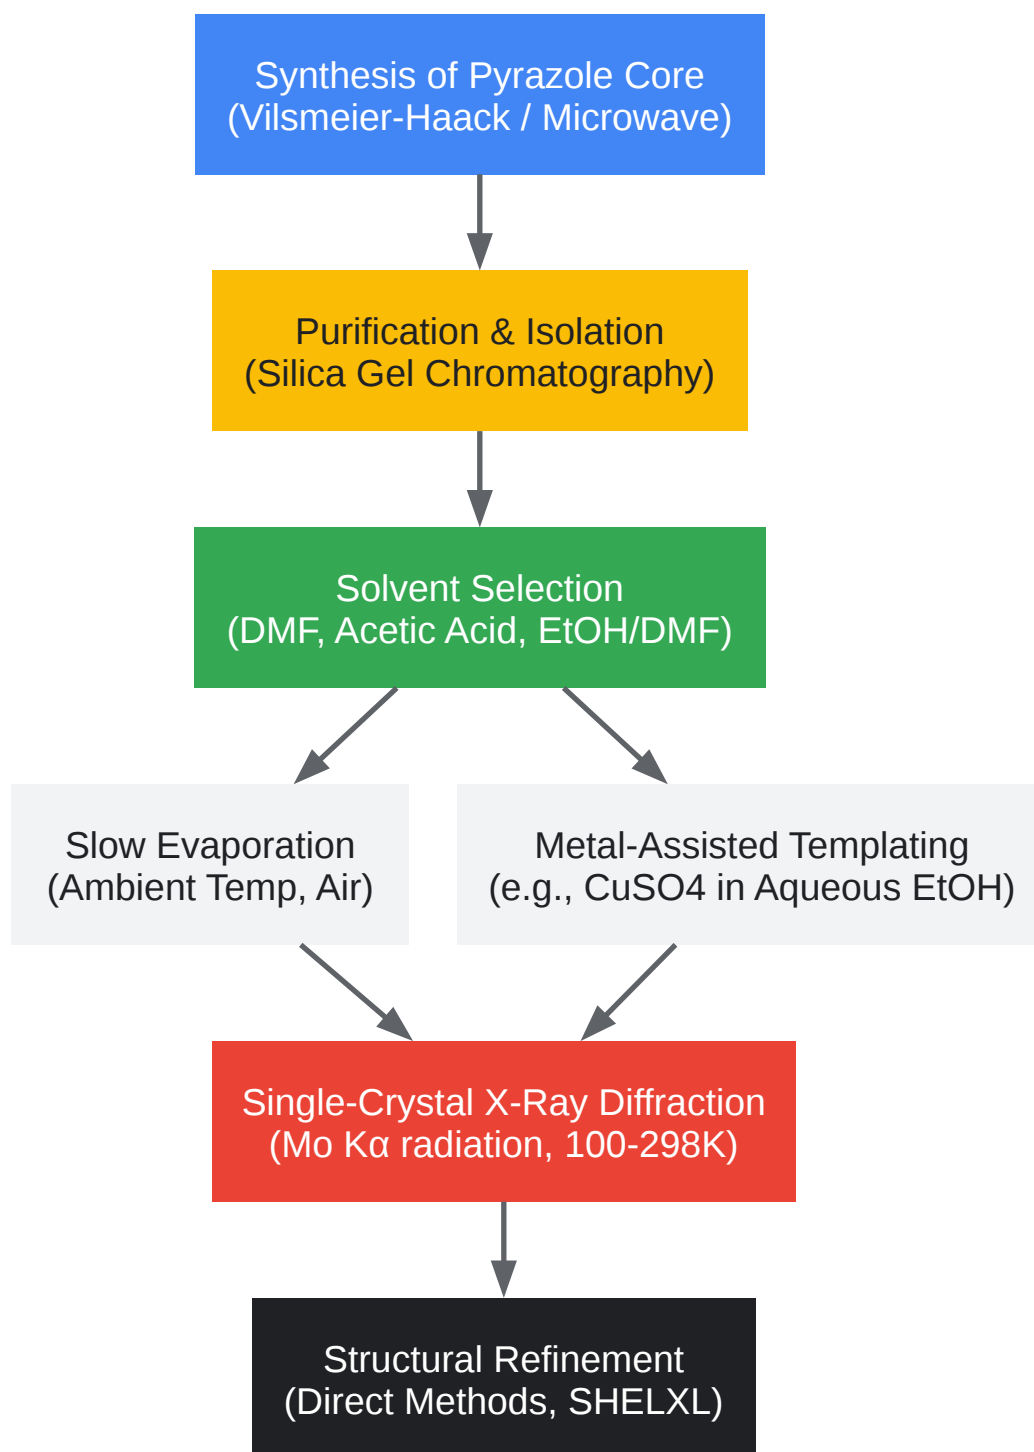 Synthesis of Pyrazole Core
(Vilsmeier-Haack / Microwave)
Purification & Isolation
(Silica Gel Chromatography)
Solvent Selection
(DMF, Acetic Acid, EtOH/DMF)
Slow Evaporation
(Ambient Temp, Air)
Metal-Assisted Templating
(e.g., CuSO4 in Aqueous EtOH)
Single-Crystal X-Ray Diffraction
(Mo Kα radiation, 100-298K)
Structural Refinement
(Direct Methods, SHELXL)